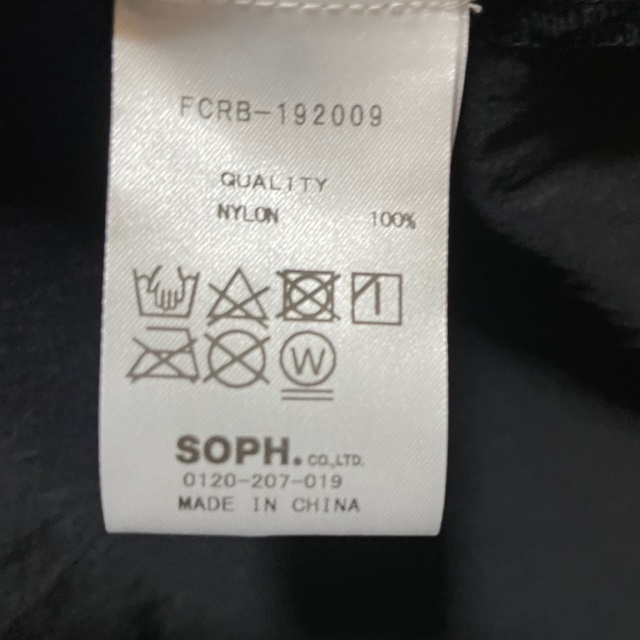 FCRB-192009
QUALITY
NYLON 100%
W
SOPH. CO.,LTD.
0120-207-019
MADE IN CHINA